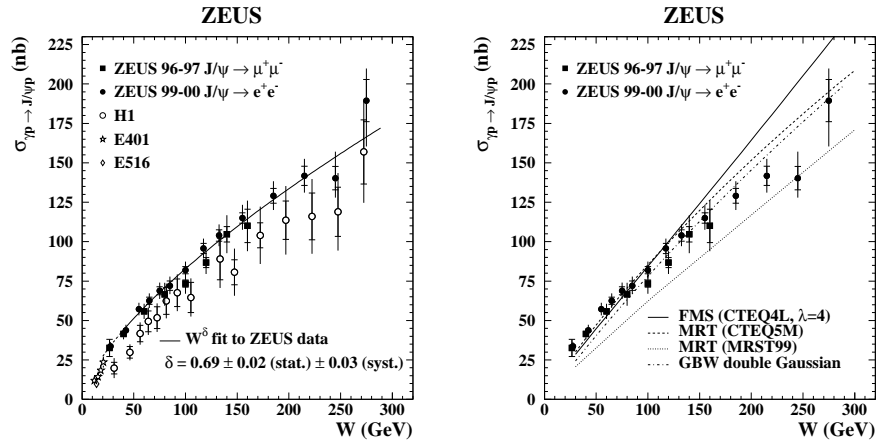 ZEUS
σγp → J/ψp (nb)
225
200
175
150
125
100
75
50
25
0
ZEUS 96-97 J/ψ → μ⁺μ⁻
ZEUS 99-00 J/ψ → e⁺e⁻
H1
E401
E516
W^δ fit to ZEUS data
δ = 0.69 ± 0.02 (stat.) ± 0.03 (syst.)
0 50 100 150 200 250 300
W (GeV)
ZEUS
σγp → J/ψp (nb)
225
200
175
150
125
100
75
50
25
0
ZEUS 96-97 J/ψ → μ⁺μ⁻
ZEUS 99-00 J/ψ → e⁺e⁻
FMS (CTEQ4L, λ=4)
MRT (CTEQ5M)
MRT (MRST99)
GBW double Gaussian
0 50 100 150 200 250 300
W (GeV)